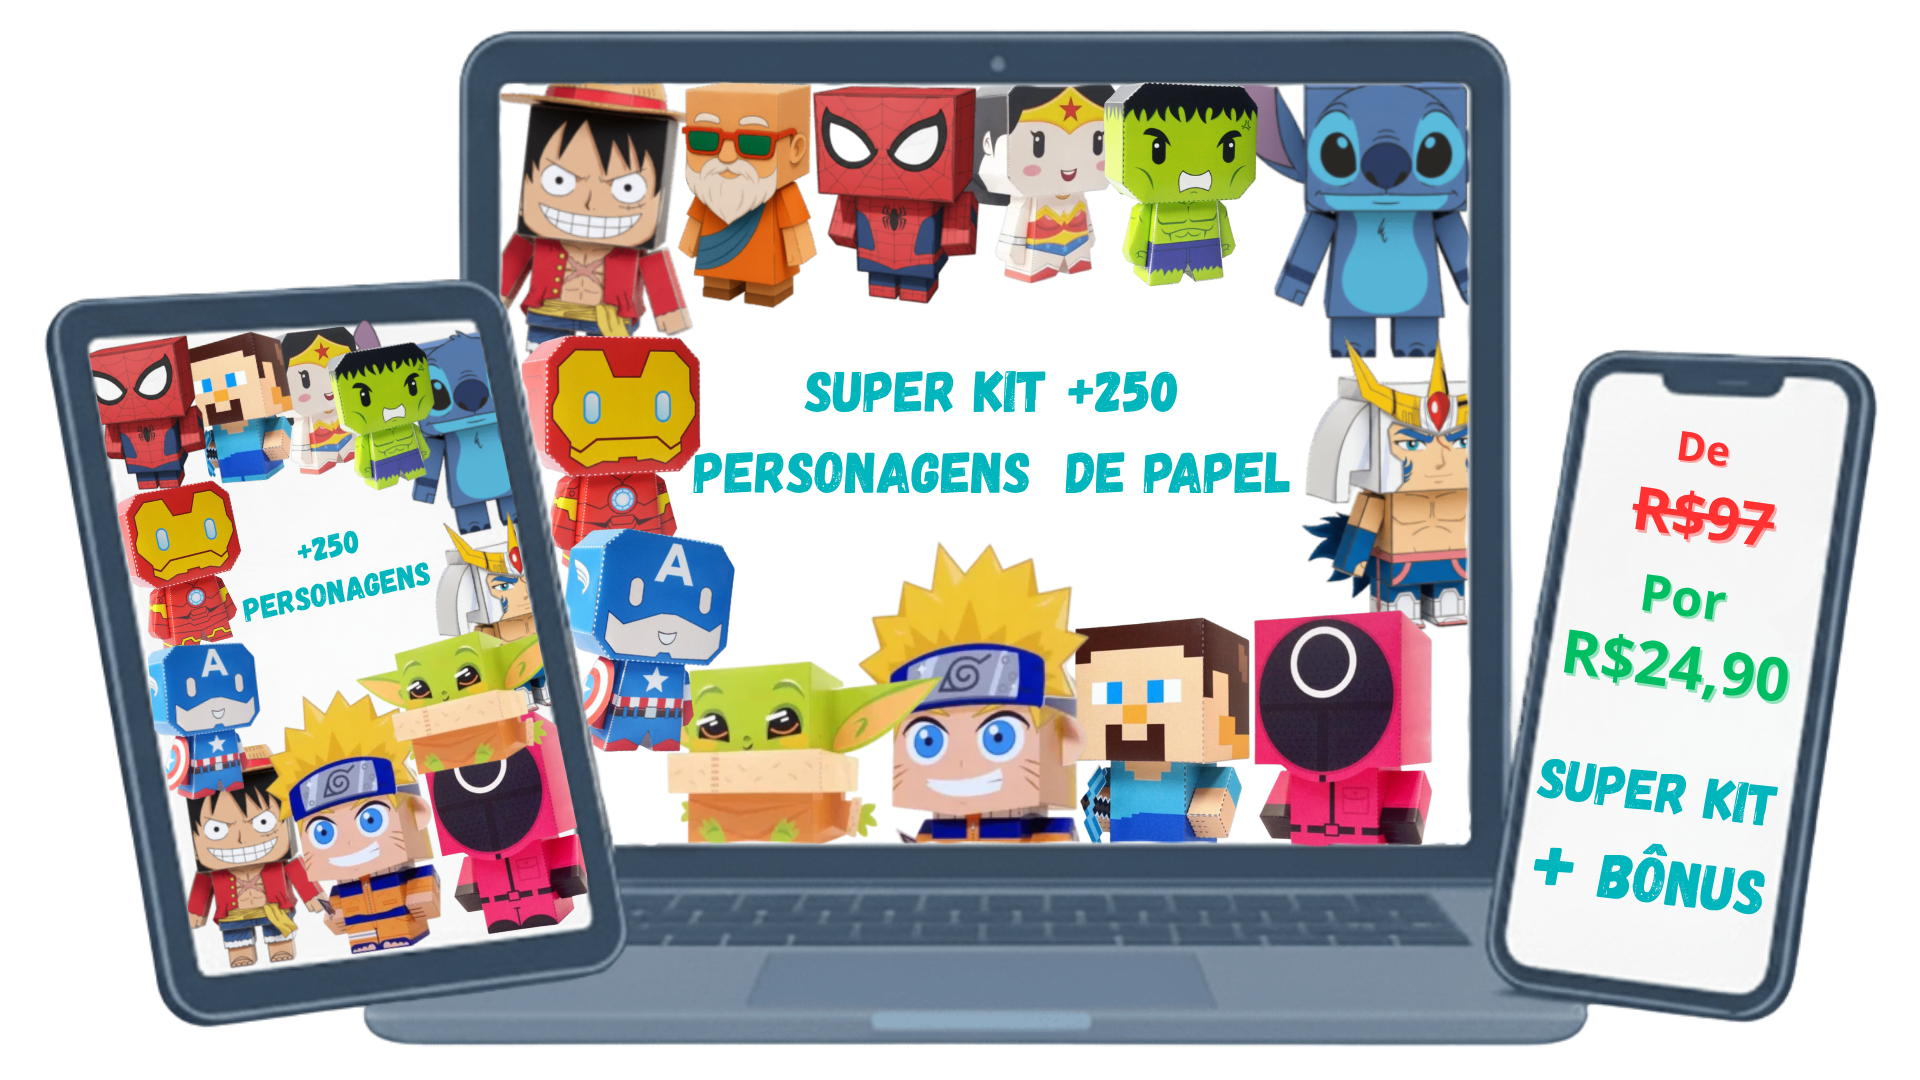 SUPER KIT +250
PERSONAGENS DE PAPEL
+250
PERSONAGENS
De
R$97
Por
R$24,90
SUPER KIT
+ BÔNUS
A
A